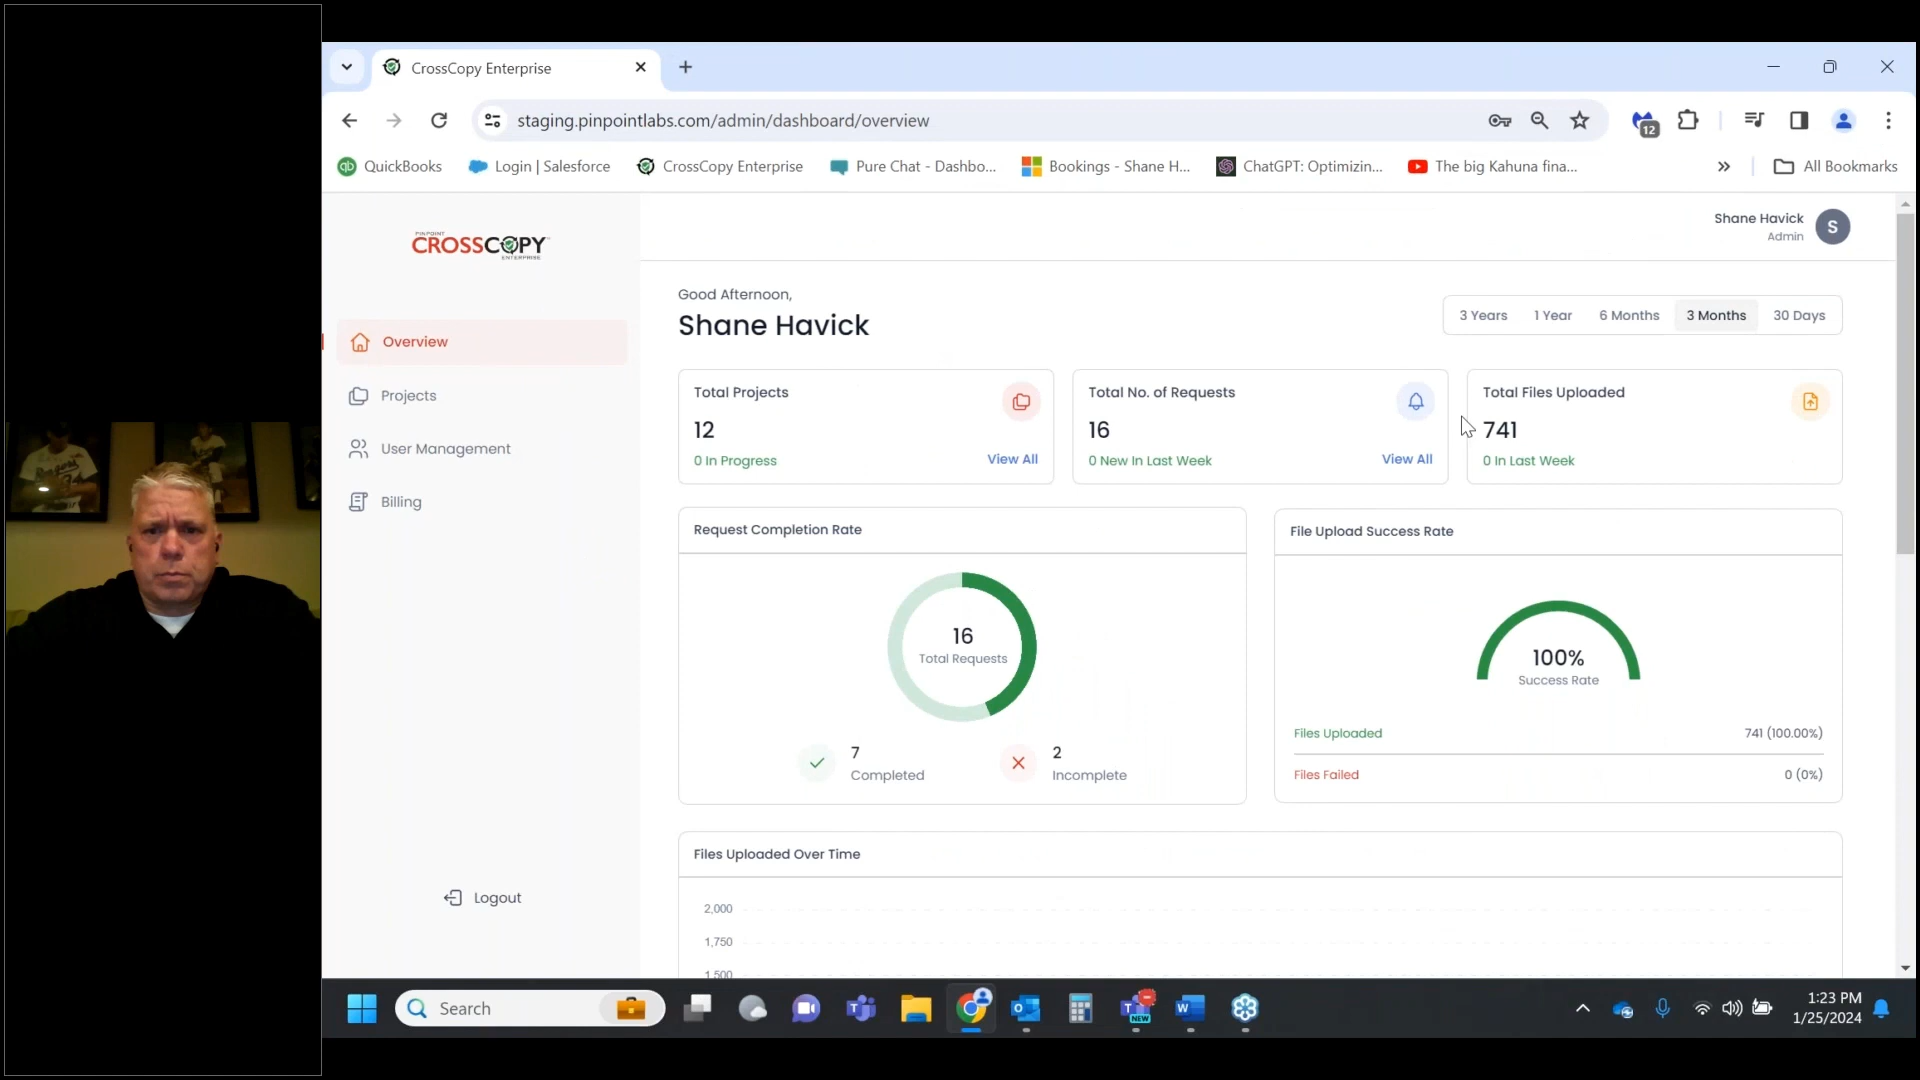 CrossCopy Enterprise
staging.pinpointlabs.com/admin/dashboard/overview
12
QuickBooks
Login | Salesforce
CrossCopy Enterprise
Pure Chat - Dashbo...
Bookings - Shane H...
ChatGPT: Optimizin...
The big Kahuna fina...
All Bookmarks
PINPOINT
CROSSCOPY
ENTERPRISE
Shane Havick
Admin
S
Overview
Projects
User Management
Billing
Logout
Good Afternoon,
Shane Havick
3 Years 1 Year 6 Months 3 Months 30 Days
Total Projects
12
0 In Progress
View All
Total No. of Requests
16
0 New In Last Week
View All
Total Files Uploaded
741
0 In Last Week
Request Completion Rate
16
Total Requests
7
Completed
2
Incomplete
File Upload Success Rate
100%
Success Rate
Files Uploaded 741 (100.00%)
Files Failed 0 (0%)
Files Uploaded Over Time
2,000
1,750
1,500
Search
NEW
1:23 PM
1/25/2024